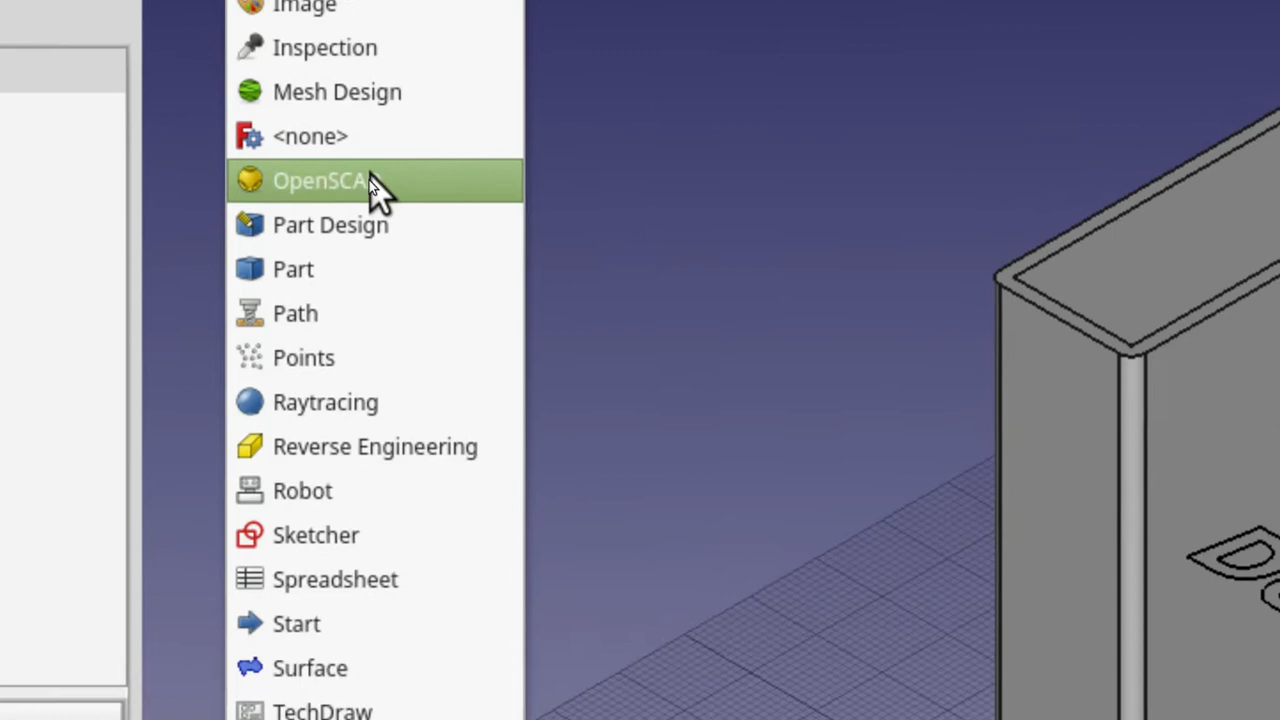 Image
Inspection
Mesh Design
<none>
OpenSCA
Part Design
Part
Path
Points
Raytracing
Reverse Engineering
Robot
Sketcher
Spreadsheet
Start
Surface
TechDraw
D